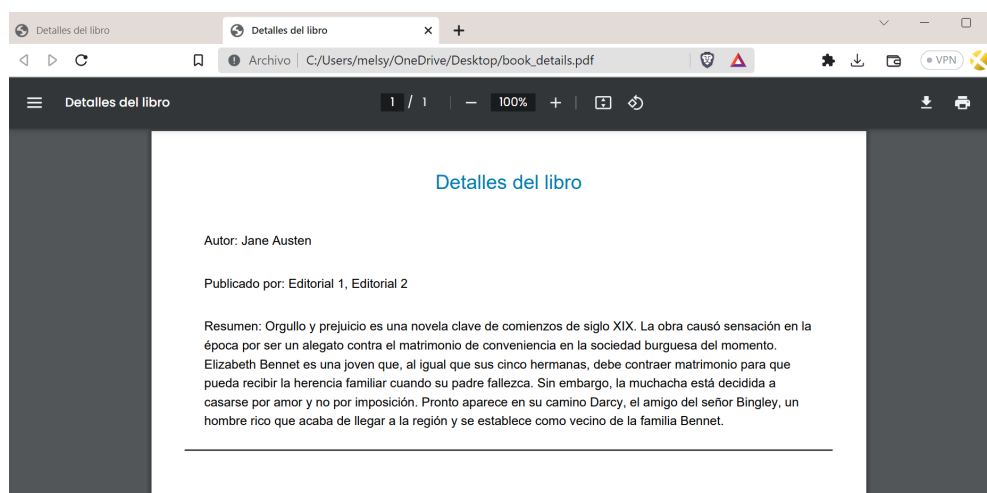 Detalles del libro
Detalles del libro
Archivo C:/Users/melsy/OneDrive/Desktop/book_details.pdf
VPN
Detalles del libro
1 / 1
100%
Detalles del libro
Autor: Jane Austen
Publicado por: Editorial 1, Editorial 2
Resumen: Orgullo y prejuicio es una novela clave de comienzos de siglo XIX. La obra causó sensación en la
época por ser un alegato contra el matrimonio de conveniencia en la sociedad burguesa del momento.
Elizabeth Bennet es una joven que, al igual que sus cinco hermanas, debe contraer matrimonio para que
pueda recibir la herencia familiar cuando su padre fallezca. Sin embargo, la muchacha está decidida a
casarse por amor y no por imposición. Pronto aparece en su camino Darcy, el amigo del señor Bingley, un
hombre rico que acaba de llegar a la región y se establece como vecino de la familia Bennet.